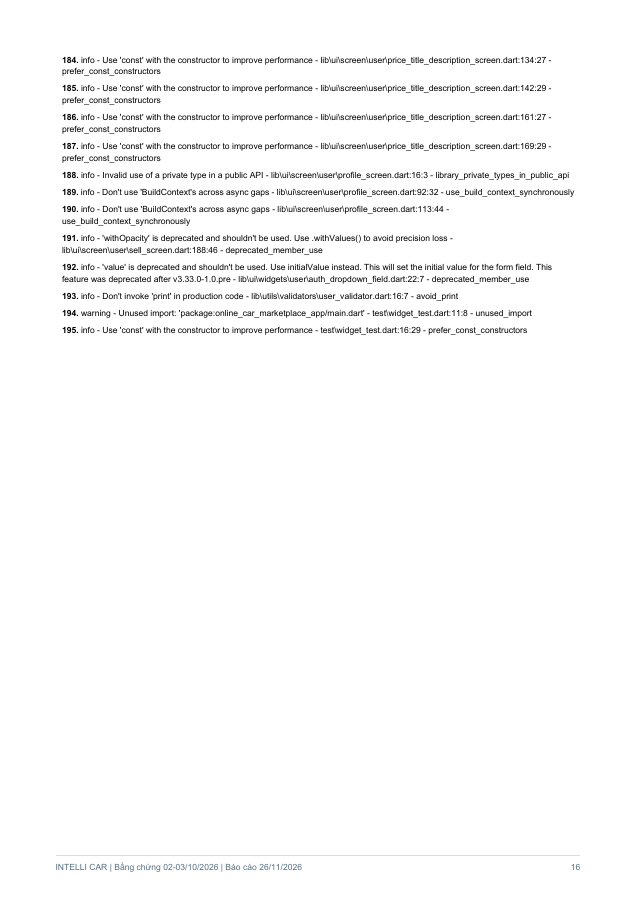 184. info - Use 'const' with the constructor to improve performance - lib\ui\screen\user\price_title_description_screen.dart:134:27 -
prefer_const_constructors
185. info - Use 'const' with the constructor to improve performance - lib\ui\screen\user\price_title_description_screen.dart:142:29 -
prefer_const_constructors
186. info - Use 'const' with the constructor to improve performance - lib\ui\screen\user\price_title_description_screen.dart:161:27 -
prefer_const_constructors
187. info - Use 'const' with the constructor to improve performance - lib\ui\screen\user\price_title_description_screen.dart:169:29 -
prefer_const_constructors
188. info - Invalid use of a private type in a public API - lib\ui\screen\user\profile_screen.dart:16:3 - library_private_types_in_public_api
189. info - Don't use 'BuildContext's across async gaps - lib\ui\screen\user\profile_screen.dart:92:32 - use_build_context_synchronously
190. info - Don't use 'BuildContext's across async gaps - lib\ui\screen\user\profile_screen.dart:113:44 -
use_build_context_synchronously
191. info - 'withOpacity' is deprecated and shouldn't be used. Use .withValues() to avoid precision loss -
lib\ui\screen\user\sell_screen.dart:188:46 - deprecated_member_use
192. info - 'value' is deprecated and shouldn't be used. Use initialValue instead. This will set the initial value for the form field. This
feature was deprecated after v3.33.0-1.0.pre - lib\ui\widgets\user\auth_dropdown_field.dart:22:7 - deprecated_member_use
193. info - Don't invoke 'print' in production code - lib\utils\validators\user_validator.dart:16:7 - avoid_print
194. warning - Unused import: 'package:online_car_marketplace_app/main.dart' - test\widget_test.dart:11:8 - unused_import
195. info - Use 'const' with the constructor to improve performance - test\widget_test.dart:16:29 - prefer_const_constructors
INTELLI CAR | Bằng chứng 02-03/10/2026 | Báo cáo 26/11/2026
16